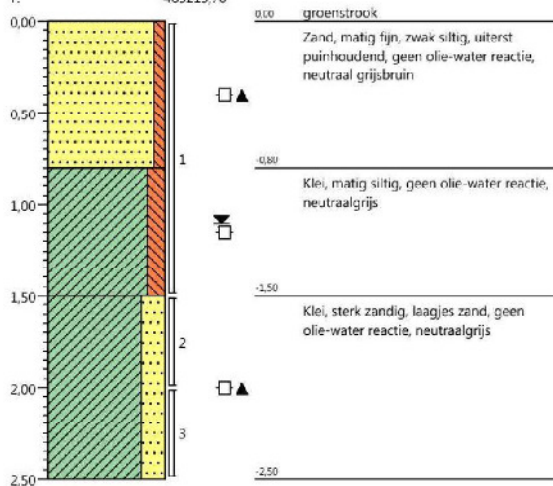 0,00
0,50
1,00
1,50
2,00
2,50
1
2
3
0,00 groenstrook
Zand, matig fijn, zwak siltig, uiterst
puinhoudend, geen olie-water reactie,
neutraal grijsbruin
-0,80
Klei, matig siltig, geen olie-water reactie,
neutraalgrijs
-1,50
Klei, sterk zandig, laagjes zand, geen
olie-water reactie, neutraalgrijs
-2,50